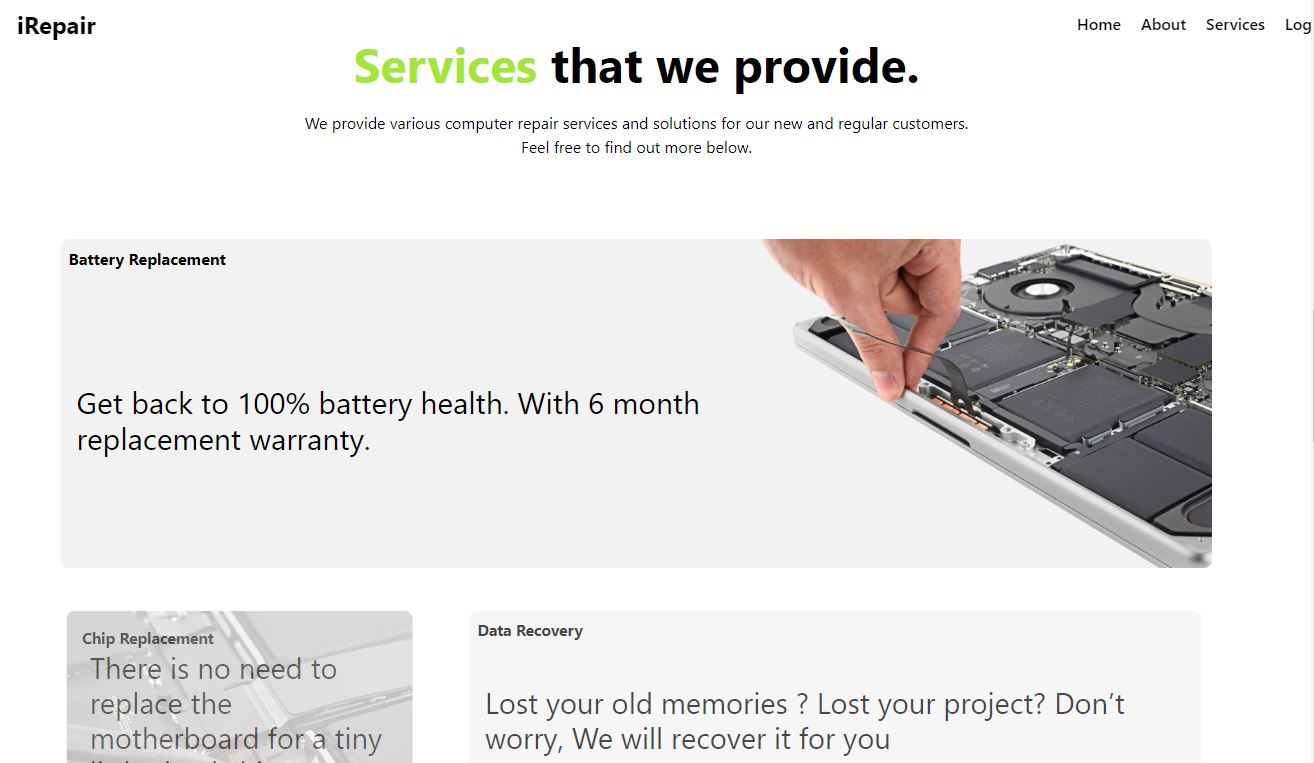 iRepair
Home About Services Log
Services that we provide.
We provide various computer repair services and solutions for our new and regular customers.
Feel free to find out more below.
Battery Replacement
Get back to 100% battery health. With 6 month
replacement warranty.
Chip Replacement
There is no need to
replace the
motherboard for a tiny
Data Recovery
Lost your old memories ? Lost your project? Don’t
worry, We will recover it for you